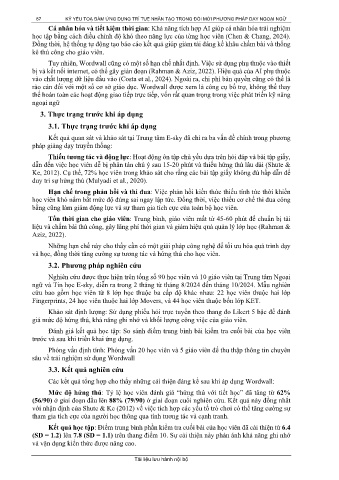 67 KỶ YẾU TỌA ĐÀM ỨNG DỤNG TRÍ TUỆ NHÂN TẠO TRONG ĐỔI MỚI PHƯƠNG PHÁP DẠY NGOẠI NGỮ
Cá nhân hóa và tiết kiệm thời gian: Khả năng tích hợp AI giúp cá nhân hóa trải nghiệm
học tập bằng cách điều chỉnh độ khó theo năng lực của từng học viên (Chen & Chang, 2024).
Đồng thời, hệ thống tự động tạo báo cáo kết quả giúp giảm tải đáng kể khâu chấm bài và thống
kê thủ công cho giáo viên.
Tuy nhiên, Wordwall cũng có một số hạn chế nhất định. Việc sử dụng phụ thuộc vào thiết
bị và kết nối internet, có thể gây gián đoạn (Rahman & Aziz, 2022). Hiệu quả của AI phụ thuộc
vào chất lượng dữ liệu đầu vào (Costa et al., 2024). Ngoài ra, chi phí bản quyền cũng có thể là
rào cản đối với một số cơ sở giáo dục. Wordwall được xem là công cụ bổ trợ, không thể thay
thế hoàn toàn các hoạt động giao tiếp trực tiếp, vốn rất quan trọng trong việc phát triển kỹ năng
ngoại ngữ
3. Thực trạng trước khi áp dụng
3.1. Thực trạng trước khi áp dụng
Kết quả quan sát và khảo sát tại Trung tâm E-sky đã chỉ ra ba vấn đề chính trong phương
pháp giảng dạy truyền thống:
Thiếu tương tác và động lực: Hoạt động ôn tập chủ yếu dựa trên hỏi đáp và bài tập giấy,
dẫn đến việc học viên dễ bị phân tán chú ý sau 15-20 phút và thiếu hứng thú lâu dài (Shute &
Ke, 2012). Cụ thể, 72% học viên trong khảo sát cho rằng các bài tập giấy không đủ hấp dẫn để
duy trì sự hứng thú (Mulyadi et al., 2020).
Hạn chế trong phản hồi và thi đua: Việc phản hồi kiến thức thiếu tính tức thời khiến
học viên khó nắm bắt mức độ đúng sai ngay lập tức. Đồng thời, việc thiếu cơ chế thi đua công
bằng cũng làm giảm động lực và sự tham gia tích cực của toàn bộ học viên.
Tốn thời gian cho giáo viên: Trung bình, giáo viên mất từ 45-60 phút để chuẩn bị tài
liệu và chấm bài thủ công, gây lãng phí thời gian và giảm hiệu quả quản lý lớp học (Rahman &
Aziz, 2022).
Những hạn chế này cho thấy cần có một giải pháp công nghệ để tối ưu hóa quá trình dạy
và học, đồng thời tăng cường sự tương tác và hứng thú cho học viên.
3.2. Phương pháp nghiên cứu
Nghiên cứu được thực hiện trên tổng số 90 học viên và 10 giáo viên tại Trung tâm Ngoại
ngữ và Tin học E-sky, diễn ra trong 2 tháng từ tháng 8/2024 đến tháng 10/2024. Mẫu nghiên
cứu bao gồm học viên từ 8 lớp học thuộc ba cấp độ khác nhau: 22 học viên thuộc hai lớp
Fingerprints, 24 học viên thuộc hai lớp Movers, và 44 học viên thuộc bốn lớp KET.
Khảo sát định lượng: Sử dụng phiếu hỏi trực tuyến theo thang đo Likert 5 bậc để đánh
giá mức độ hứng thú, khả năng ghi nhớ và khối lượng công việc của giáo viên.
Đánh giá kết quả học tập: So sánh điểm trung bình bài kiểm tra cuối bài của học viên
trước và sau khi triển khai ứng dụng.
Phỏng vấn định tính: Phỏng vấn 20 học viên và 5 giáo viên để thu thập thông tin chuyên
sâu về trải nghiệm sử dụng Wordwall
3.3. Kết quả nghiên cứu
Các kết quả tổng hợp cho thấy những cải thiện đáng kể sau khi áp dụng Wordwall:
Mức độ hứng thú: Tỷ lệ học viên đánh giá “hứng thú với tiết học” đã tăng từ 62%
(56/90) ở giai đoạn đầu lên 88% (79/90) ở giai đoạn cuối nghiên cứu. Kết quả này đồng nhất
với nhận định của Shute & Ke (2012) về việc tích hợp các yếu tố trò chơi có thể tăng cường sự
tham gia tích cực của người học thông qua tính tương tác và cạnh tranh.
Kết quả học tập: Điểm trung bình phần kiểm tra cuối bài của học viên đã cải thiện từ 6.4
(SD = 1.2) lên 7.8 (SD = 1.1) trên thang điểm 10. Sự cải thiện này phản ánh khả năng ghi nhớ
và vận dụng kiến thức được nâng cao.
Tài liệu lưu hành nội bộ